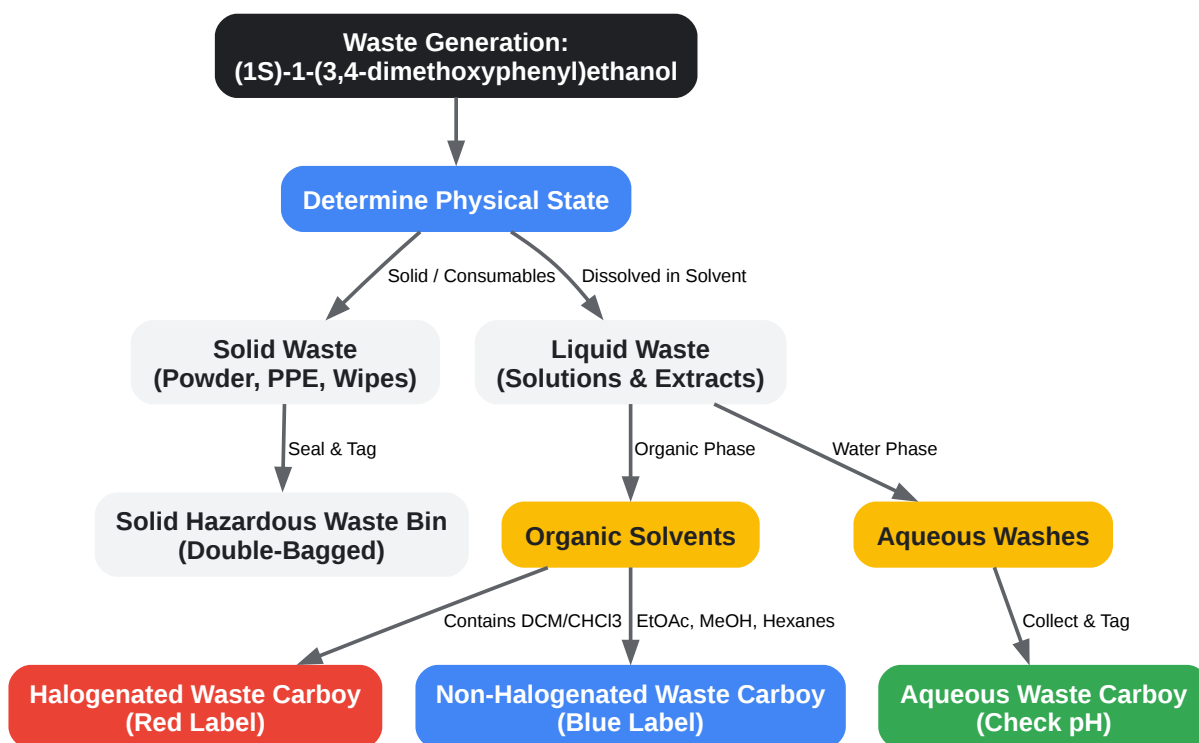 Waste Generation:
(1S)-1-(3,4-dimethoxyphenyl)ethanol
Determine Physical State
Solid / Consumables
Dissolved in Solvent
Solid Waste
(Powder, PPE, Wipes)
Liquid Waste
(Solutions & Extracts)
Seal & Tag
Organic Phase
Water Phase
Solid Hazardous Waste Bin
(Double-Bagged)
Organic Solvents
Aqueous Washes
Contains DCM/CHCl3
EtOAc, MeOH, Hexanes
Collect & Tag
Halogenated Waste Carboy
(Red Label)
Non-Halogenated Waste Carboy
(Blue Label)
Aqueous Waste Carboy
(Check pH)